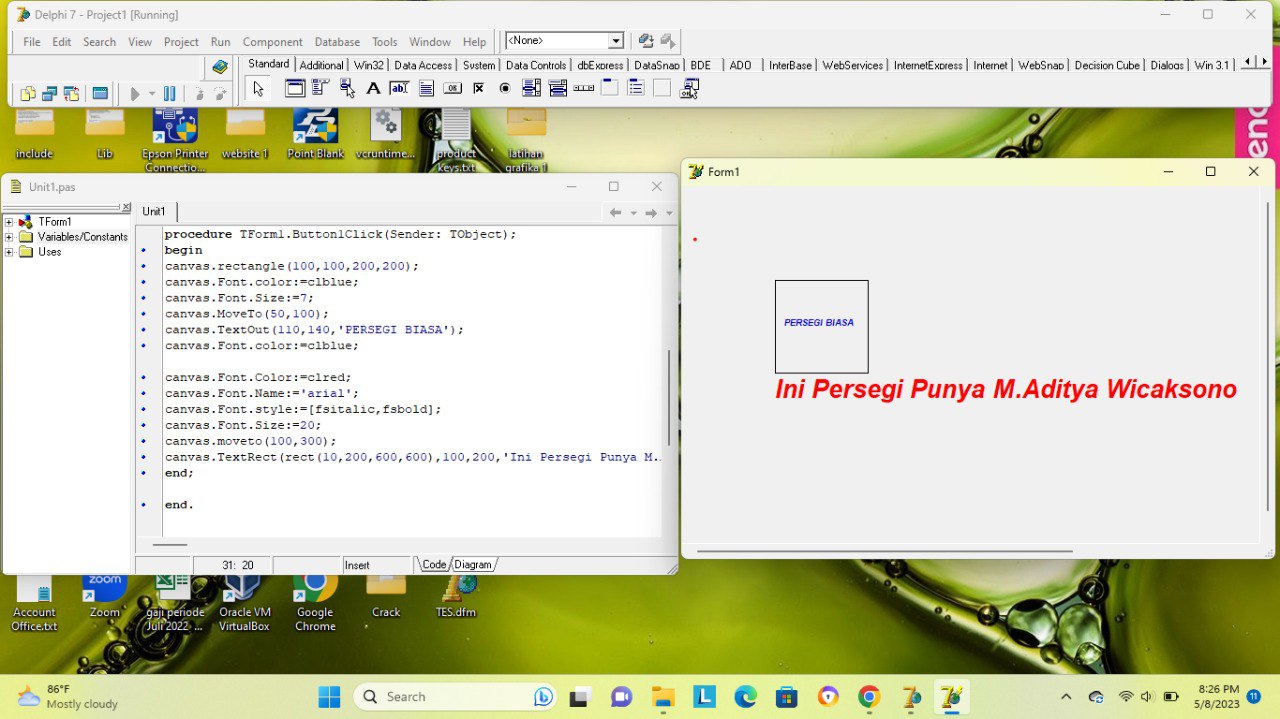 Delphi 7 - Project1 [Running]
File Edit Search View Project Run Component Database Tools Window Help <None>
Standard Additional Win32 Data Access System Data Controls dbExpress DataSnap BDE ADO InterBase WebServices InternetExpress Internet WebSnap Decision Cube Dialogs Win 3.1
include Lib Epson Printer Connectio... website 1 Point Blank vcruntime... product keys.txt latihan grafika 1
Unit1.pas
TForm1
Variables/Constants
Uses
Unit1
procedure TForm1.Button1Click(Sender: TObject);
begin
canvas.rectangle(100,100,200,200);
canvas.Font.color:=clblue;
canvas.Font.Size:=7;
canvas.MoveTo(50,100);
canvas.TextOut(110,140,'PERSEGI BIASA');
canvas.Font.color:=clblue;
canvas.Font.Color:=clred;
canvas.Font.Name:='arial';
canvas.Font.style:=[fsitalic,fsbold];
canvas.Font.Size:=20;
canvas.moveto(100,300);
canvas.TextRect(rect(10,200,600,600),100,200,'Ini Persegi Punya M.
end;
end.
31: 20 Insert Code Diagram
Form1
PERSEGI BIASA
Ini Persegi Punya M.Aditya Wicaksono
Account Office.txt Zoom gaji periode Juli 2022 ... Oracle VM VirtualBox Google Chrome Crack TES.dfm
zoom
86°F
Mostly cloudy
Search
8:26 PM
5/8/2023
11